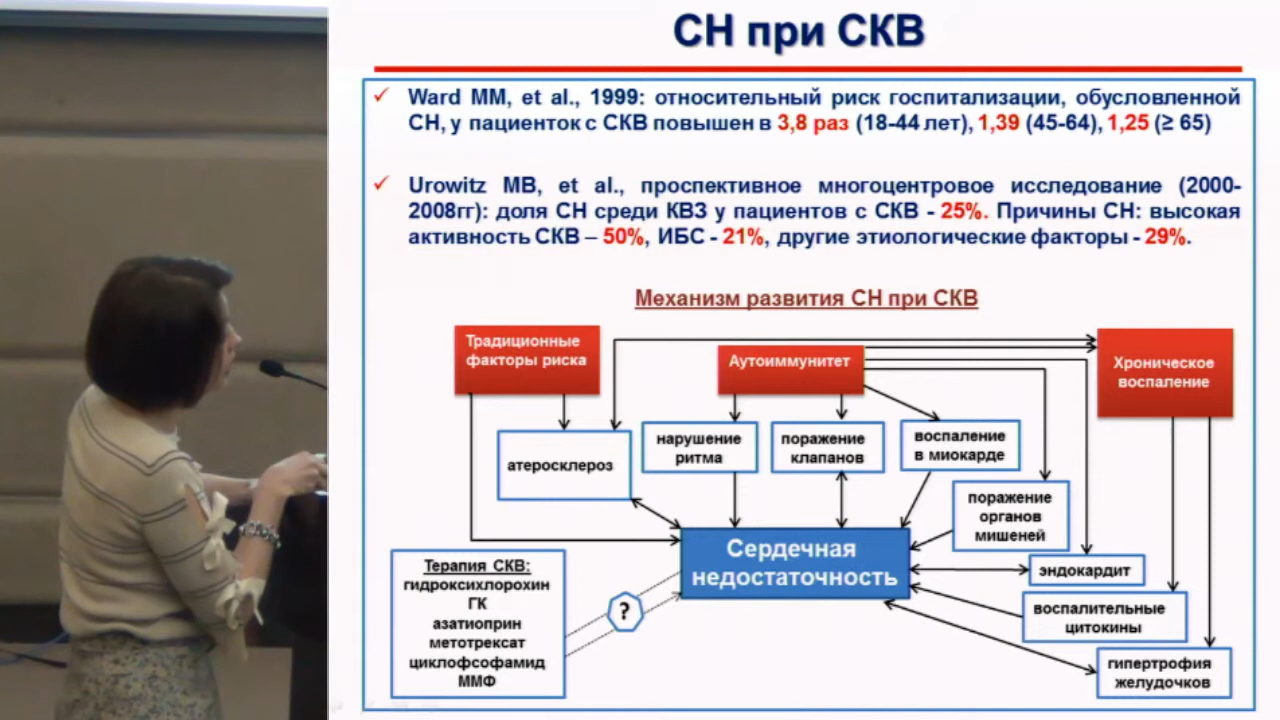 СН при СКВ
Ward MM, et al., 1999: относительный риск госпитализации, обусловленной
СН, у пациенток с СКВ повышен в 3,8 раз (18-44 лет), 1,39 (45-64), 1,25 (≥ 65)
Urowitz MB, et al., проспективное многоцентровое исследование (2000-
2008гг): доля СН среди КВЗ у пациентов с СКВ - 25%. Причины СН: высокая
активность СКВ – 50%, ИБС - 21%, другие этиологические факторы - 29%.
Механизм развития СН при СКВ
Традиционные
факторы риска
Аутоиммунитет
Хроническое
воспаление
атеросклероз
нарушение
ритма
поражение
клапанов
воспаление
в миокарде
поражение
органов
мишеней
Сердечная
недостаточность
эндокардит
воспалительные
цитокины
гипертрофия
желудочков
Терапия СКВ:
гидроксихлорохин
ГК
азатиоприн
метотрексат
циклофсофамид
ММФ
?